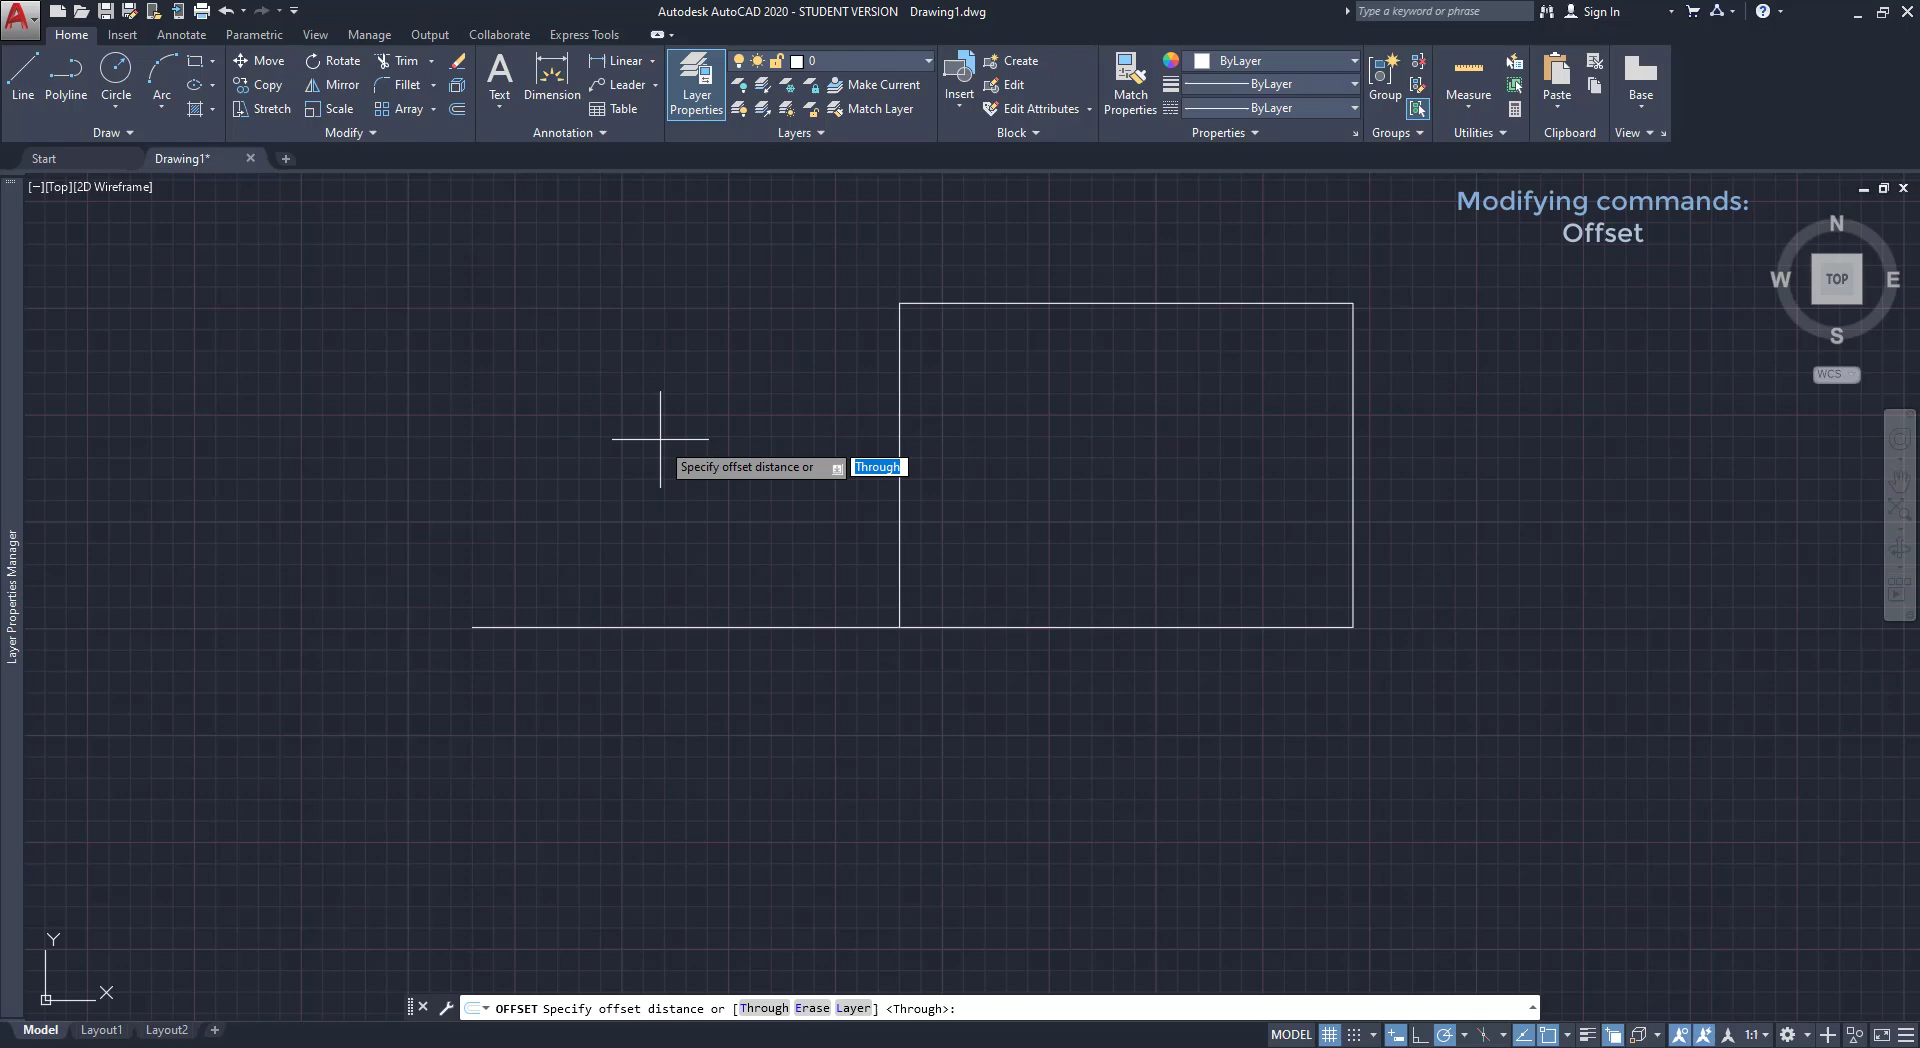 Autodesk AutoCAD 2020 - STUDENT VERSION Drawing1.dwg
Type a keyword or phrase
Sign In
Home Insert Annotate Parametric View Manage Output Collaborate Express Tools
Line
Polyline
Circle
Arc
Draw
Move Rotate Trim
Copy Mirror Fillet
Stretch Scale Array
Modify
Text
Dimension
Linear
Leader
Table
Annotation
Layer
Properties
0
Make Current
Match Layer
Layers
Insert
Create
Edit
Edit Attributes
Block
Match
Properties
ByLayer
ByLayer
ByLayer
Properties
Group
Groups
Measure
Utilities
Paste
Clipboard
Base
View
Start
Drawing1*
[−][Top][2D Wireframe]
Modifying commands:
Offset
N
W TOP E
S
WCS
Specify offset distance or Through
Layer Properties Manager
Y
X
OFFSET Specify offset distance or [Through Erase Layer] <Through>:
Model Layout1 Layout2
MODEL
1:1